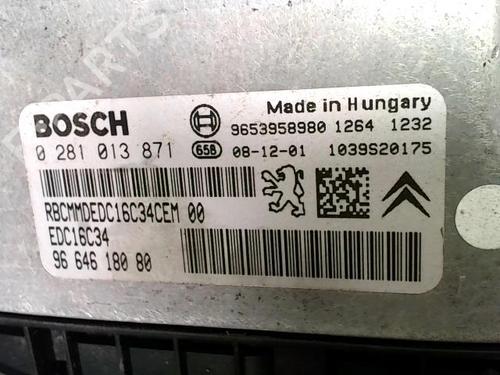 BOSCH
Made in Hungary
9653958980 1264 1232
0 281 013 871
658 08-12-01 1039S20175
RBCMMDEDC16C34CEM 00
EDC16C34
96 646 180 80